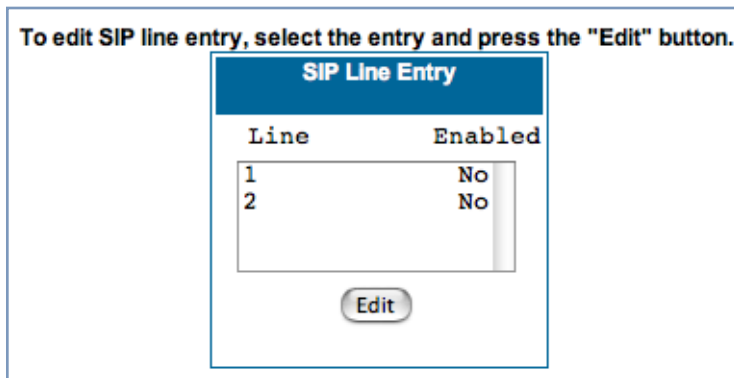 To edit SIP line entry, select the entry and press the "Edit" button.
SIP Line Entry
Line Enabled
1 No
2 No
Edit